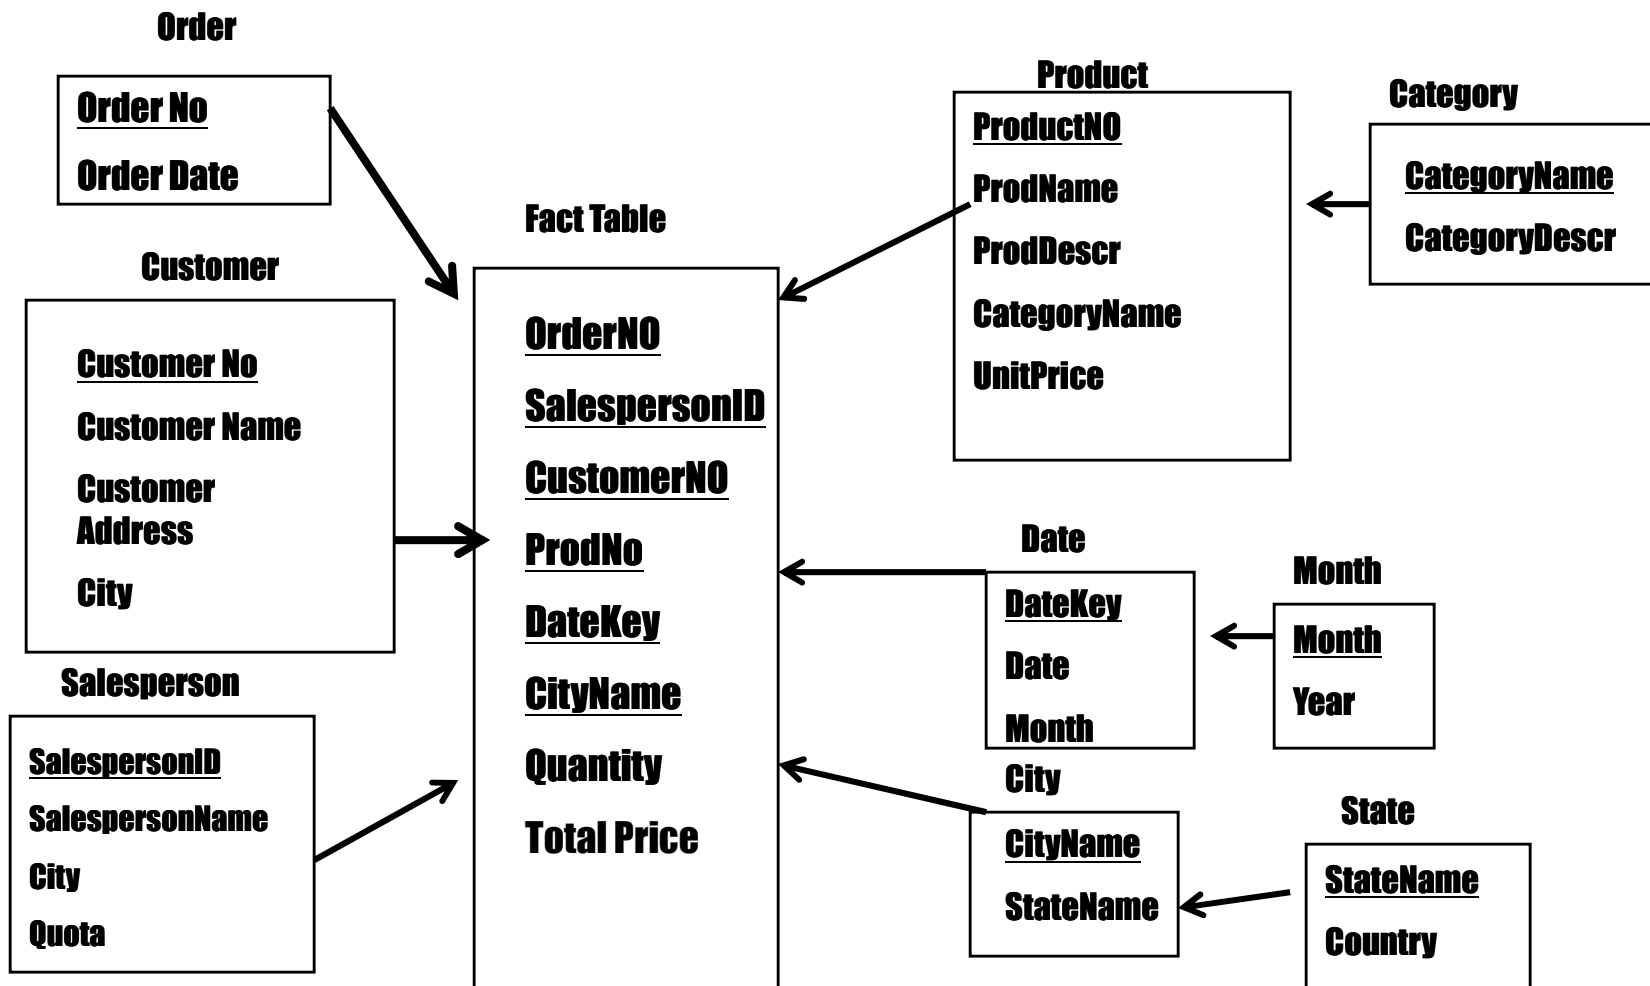 Order
Order No
Order Date
Customer
Customer No
Customer Name
Customer
Address
City
Salesperson
SalespersonID
SalespersonName
City
Quota
Fact Table
OrderNO
SalespersonID
CustomerNO
ProdNo
DateKey
CityName
Quantity
Total Price
Product
ProductNO
ProdName
ProdDescr
CategoryName
UnitPrice
Category
CategoryName
CategoryDescr
Date
DateKey
Date
Month
Month
Month
Year
City
CityName
StateName
State
StateName
Country